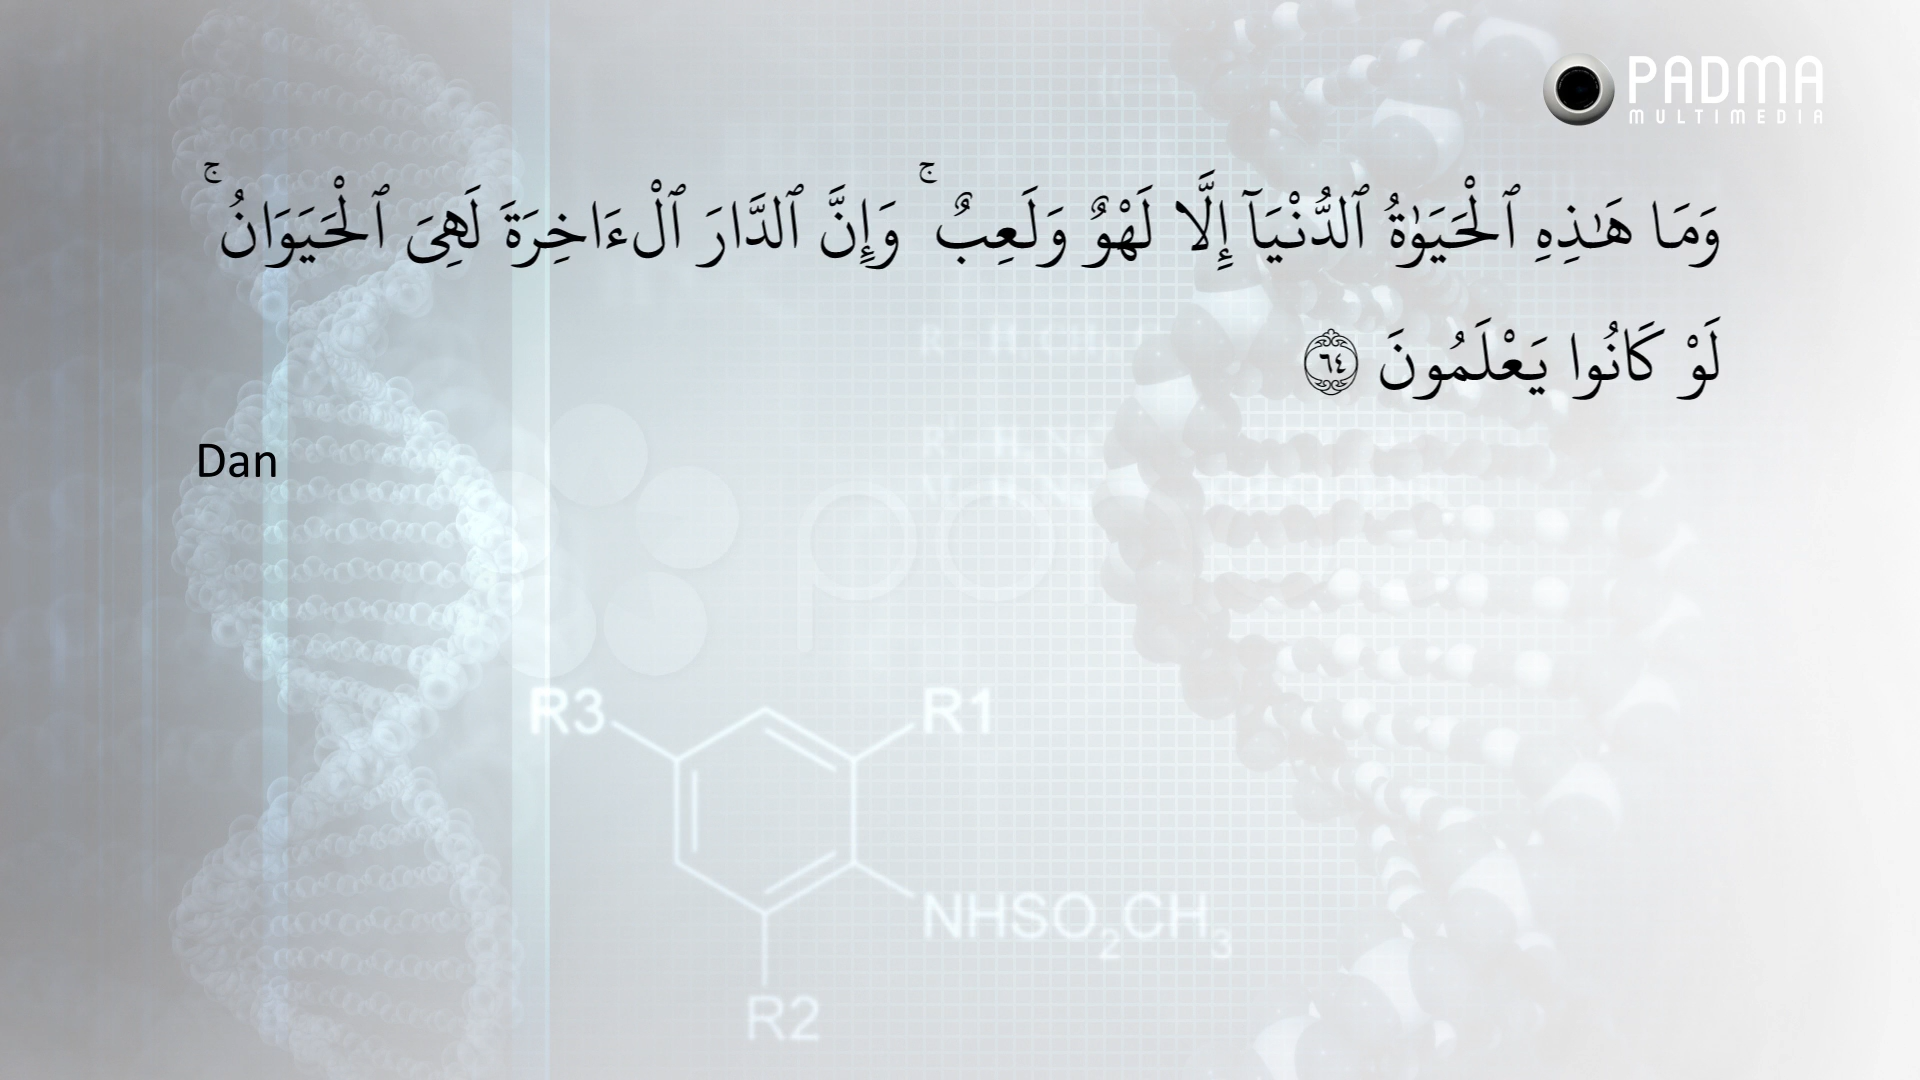 PADMA
MULTIMEDIA
وَمَا هَـٰذِهِ ٱلْحَيَوٰةُ ٱلدُّنْيَآ إِلَّا لَهْوٌ وَلَعِبٌ ۚ وَإِنَّ ٱلدَّارَ ٱلْءَاخِرَةَ لَهِىَ ٱلْحَيَوَانُ ۚ
لَوْ كَانُوا يَعْلَمُونَ ٦٤
Dan
R3
R1
NHSO2CH3
R2